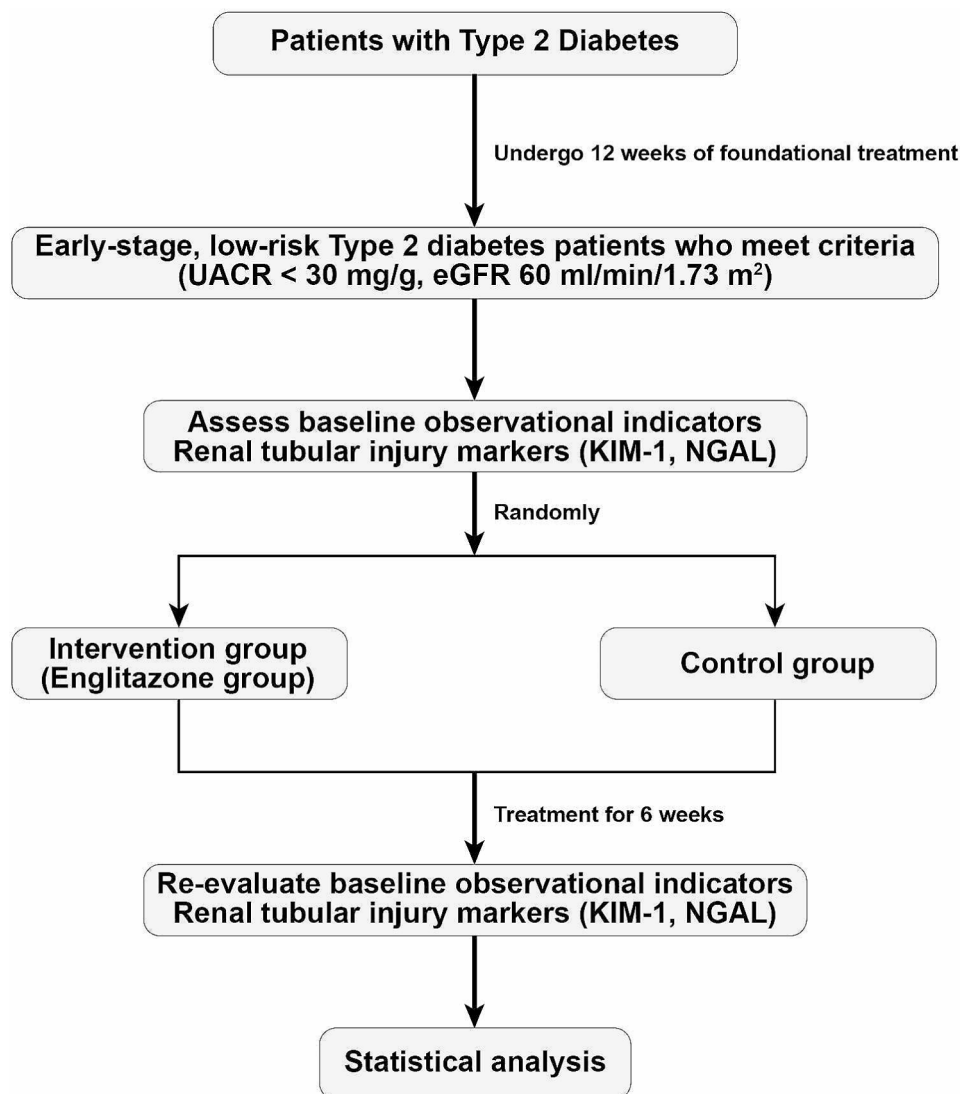 Patients with Type 2 Diabetes
Undergo 12 weeks of foundational treatment
Early-stage, low-risk Type 2 diabetes patients who meet criteria
(UACR < 30 mg/g, eGFR 60 ml/min/1.73 m²)
Assess baseline observational indicators
Renal tubular injury markers (KIM-1, NGAL)
Randomly
Intervention group
(Englitazone group)
Control group
Treatment for 6 weeks
Re-evaluate baseline observational indicators
Renal tubular injury markers (KIM-1, NGAL)
Statistical analysis